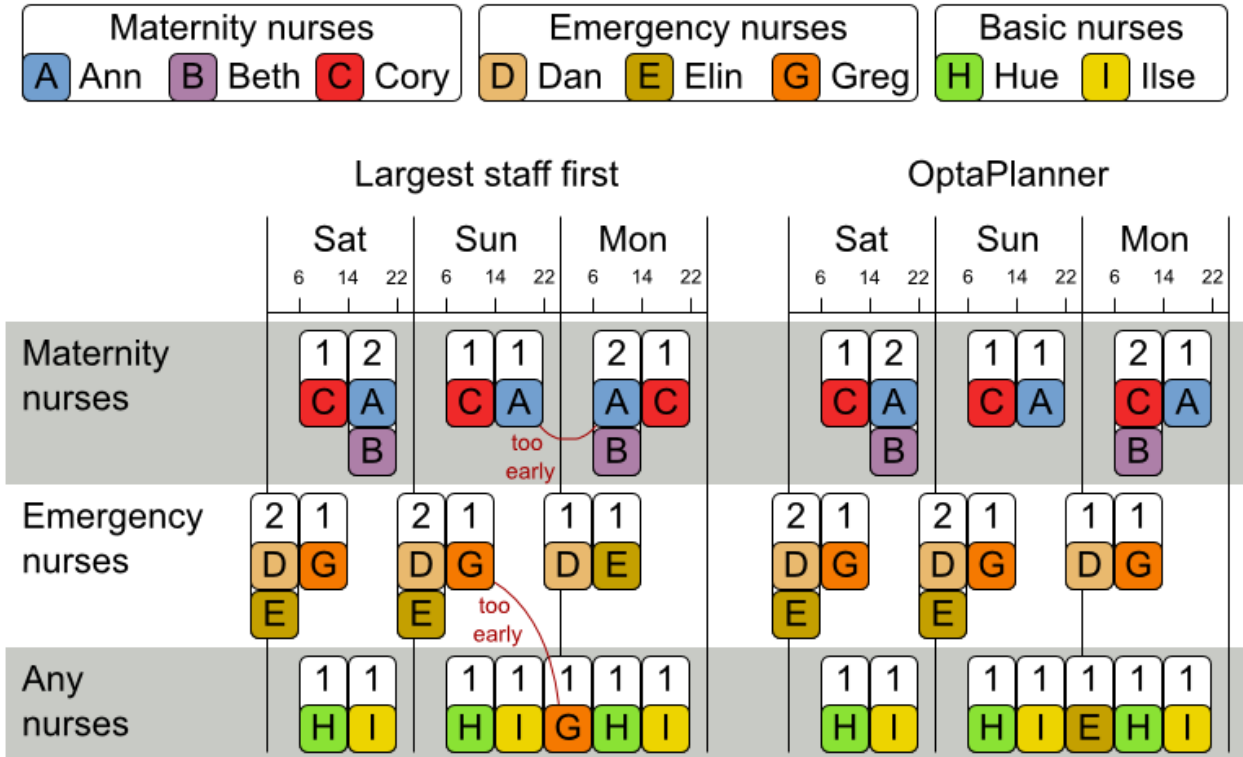 Maternity nurses Emergency nurses Basic nurses
A Ann B Beth C Cory D Dan E Elin G Greg H Hue I Ilse
Largest staff first OptaPlanner
Sat Sun Mon Sat Sun Mon
6 14 22 6 14 22 6 14 22 6 14 22 6 14 22 6 14 22
Maternity 1 2 1 1 2 1 1 2 1 1 2 1
nurses C A C A A C C A C A C A
B too B B B
early
Emergency 2 1 2 1 1 1 2 1 2 1 1 1
nurses D G D G D E D G D G D G
E E too E E
early
Any 1 1 1 1 1 1 1 1 1 1 1 1 1 1
nurses H I H I G H I H I H I E H I